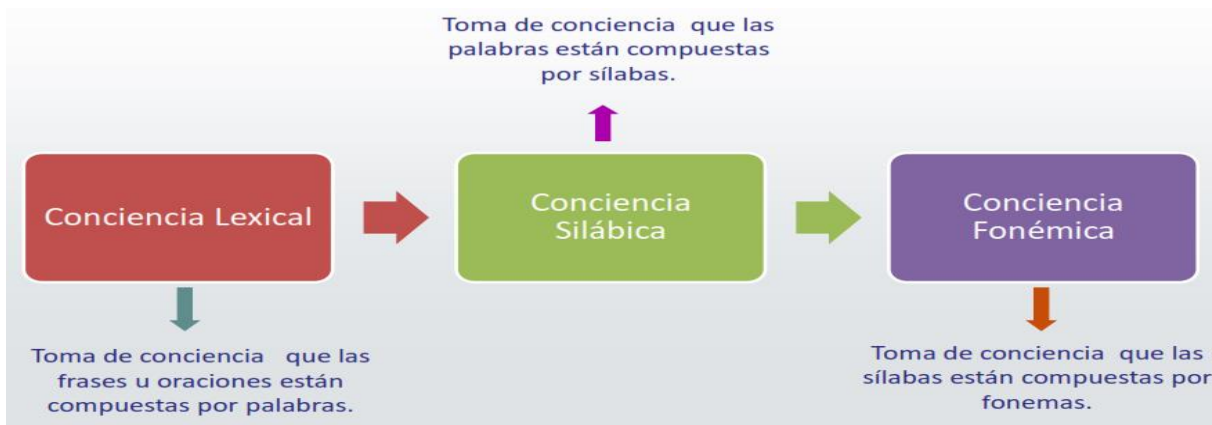 Toma de conciencia que las
palabras están compuestas
por sílabas.
Conciencia Lexical
Conciencia
Silábica
Conciencia
Fonémica
Toma de conciencia que las
frases u oraciones están
compuestas por palabras.
Toma de conciencia que las
sílabas están compuestas por
fonemas.